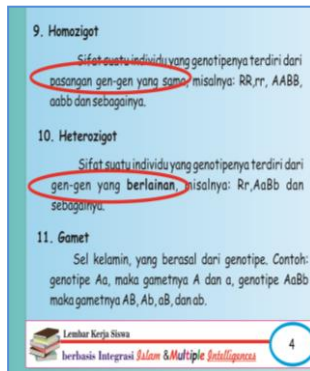 9. Homozigot
Sifat suatu individu yang genotipenya terdiri dari
pasangan gen-gen yang sama, misalnya: RR,rr, AABB,
aabb dan sebagainya.
10. Heterozigot
Sifat suatu individu yang genotipenya terdiri dari
gen-gen yang berlainan, misalnya: Rr,AaBb dan
sebagainya.
11. Gamet
Sel kelamin, yang berasal dari genotipe. Contoh:
genotipe Aa, maka gametnya A dan a, genotipe AaBb
maka gametnya AB, Ab, aB, dan ab.
Lembar Kerja Siswa
berbasis Integrasi Islam &Multiple Intelligences
4